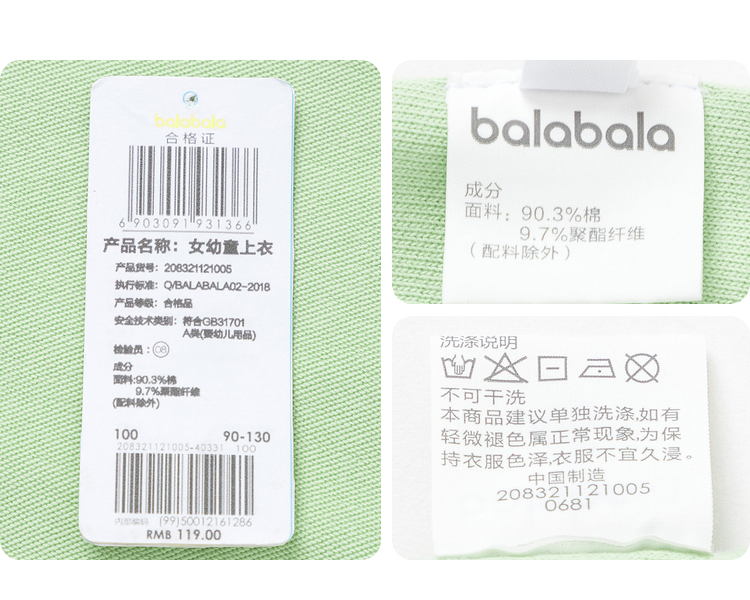 balabala
合格证
6 903091 931366
产品名称：女幼童上衣
产品货号：208321121005
执行标准：Q/BALABALA02-2018
产品等级：合格品
安全技术类别：符合GB31701
A类(婴幼儿用品)
检验员：08
成分
面料:90.3%棉
9.7%聚酯纤维
(配料除外)
100 90-130
208321121005-40331 100
内部编码 (99)50012161286
RMB 119.00
balabala
成分
面料：90.3%棉
9.7%聚酯纤维
（配料除外）
洗涤说明
不可干洗
本商品建议单独洗涤,如有
轻微褪色属正常现象,为保
持衣服色泽,衣服不宜久浸。
中国制造
208321121005
0681